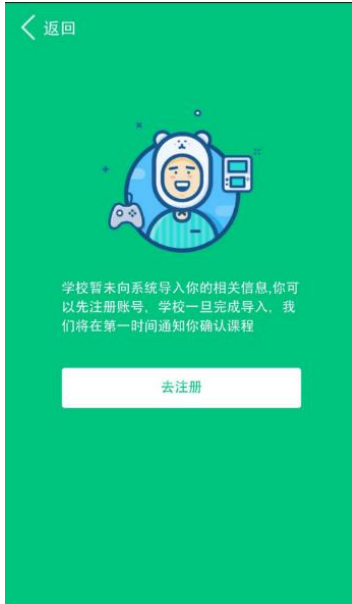 返回
学校暂未向系统导入你的相关信息,你可
以先注册账号，学校一旦完成导入，我
们将在第一时间通知你确认课程
去注册